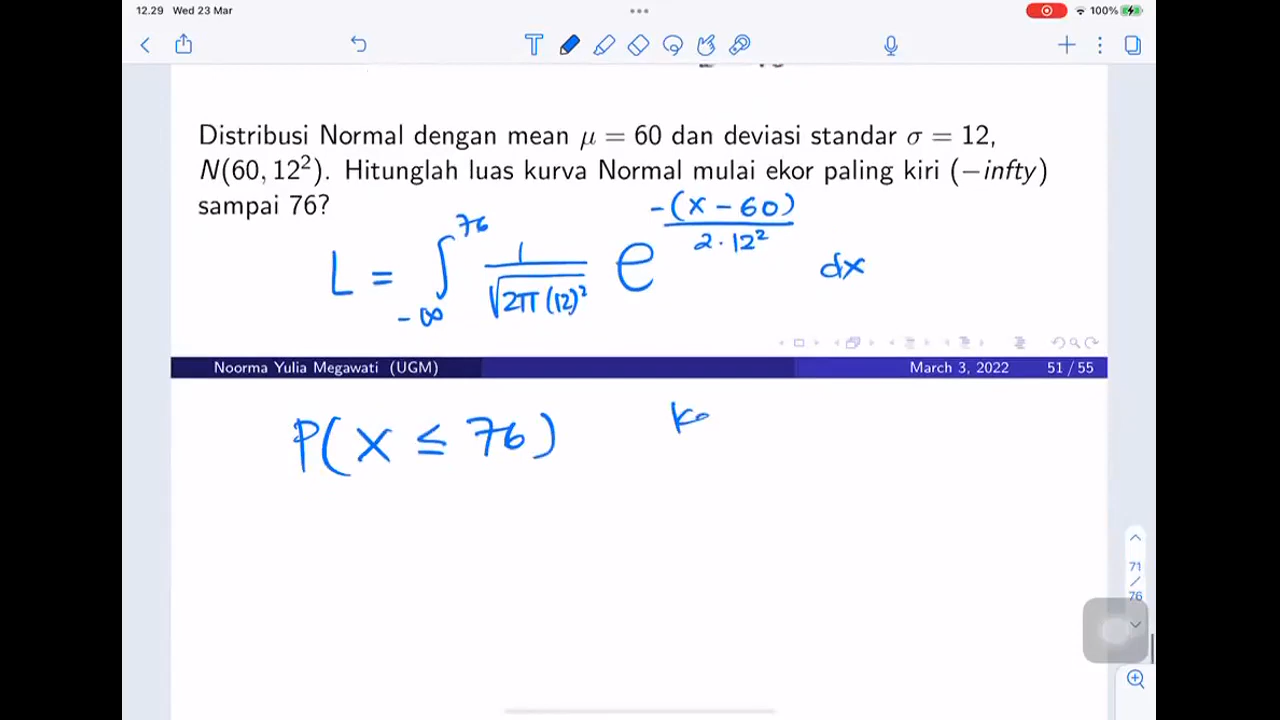 12.29 Wed 23 Mar
100%
Distribusi Normal dengan mean μ = 60 dan deviasi standar σ = 12,
N(60, 12²). Hitunglah luas kurva Normal mulai ekor paling kiri (−infty)
sampai 76?
L = ∫_{-∞}^{76} 1/√(2π(12)²) e^{-(x-60)/(2·12²)} dx
Noorma Yulia Megawati (UGM) March 3, 2022 51 / 55
P(X ≤ 76)
71
/
76